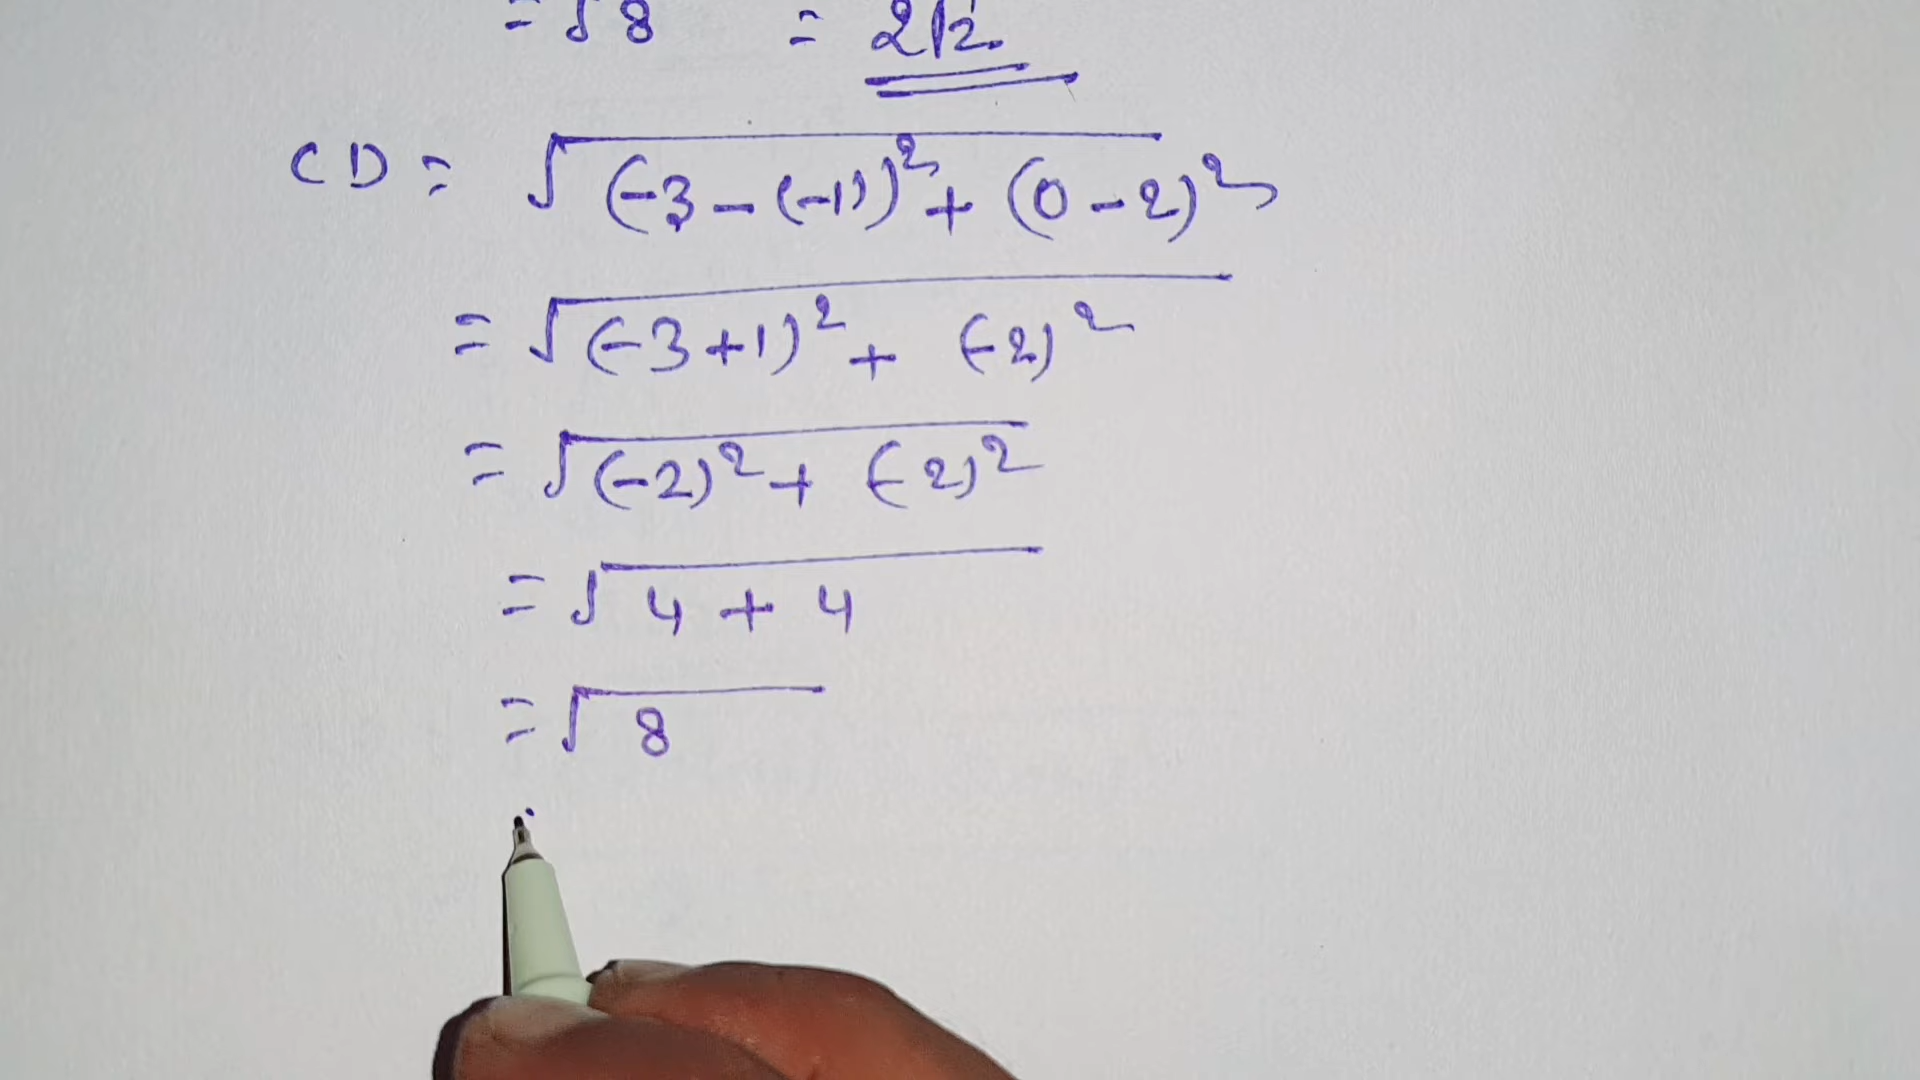 = √8 = 2√2
CD = √(-3-(-1))² + (0-2)²
= √(-3+1)² + (-2)²
= √(-2)² + (-2)²
= √4 + 4
= √8